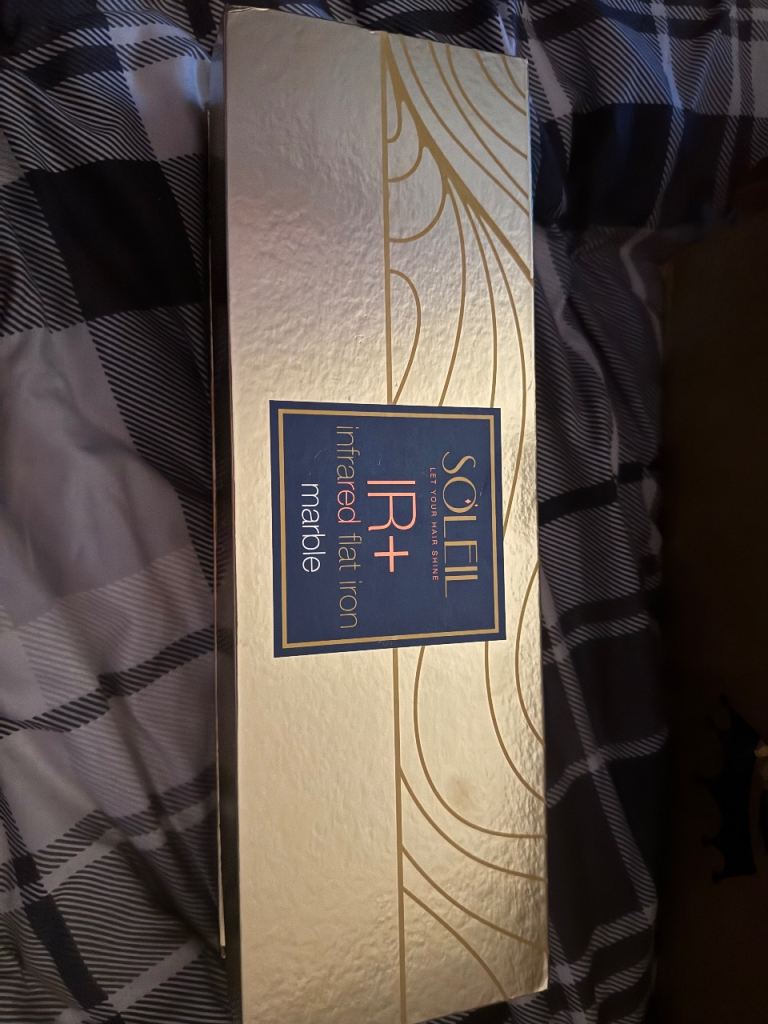 SOLEIL
LET YOUR HAIR SHINE
IR+
infrared flat iron
marble